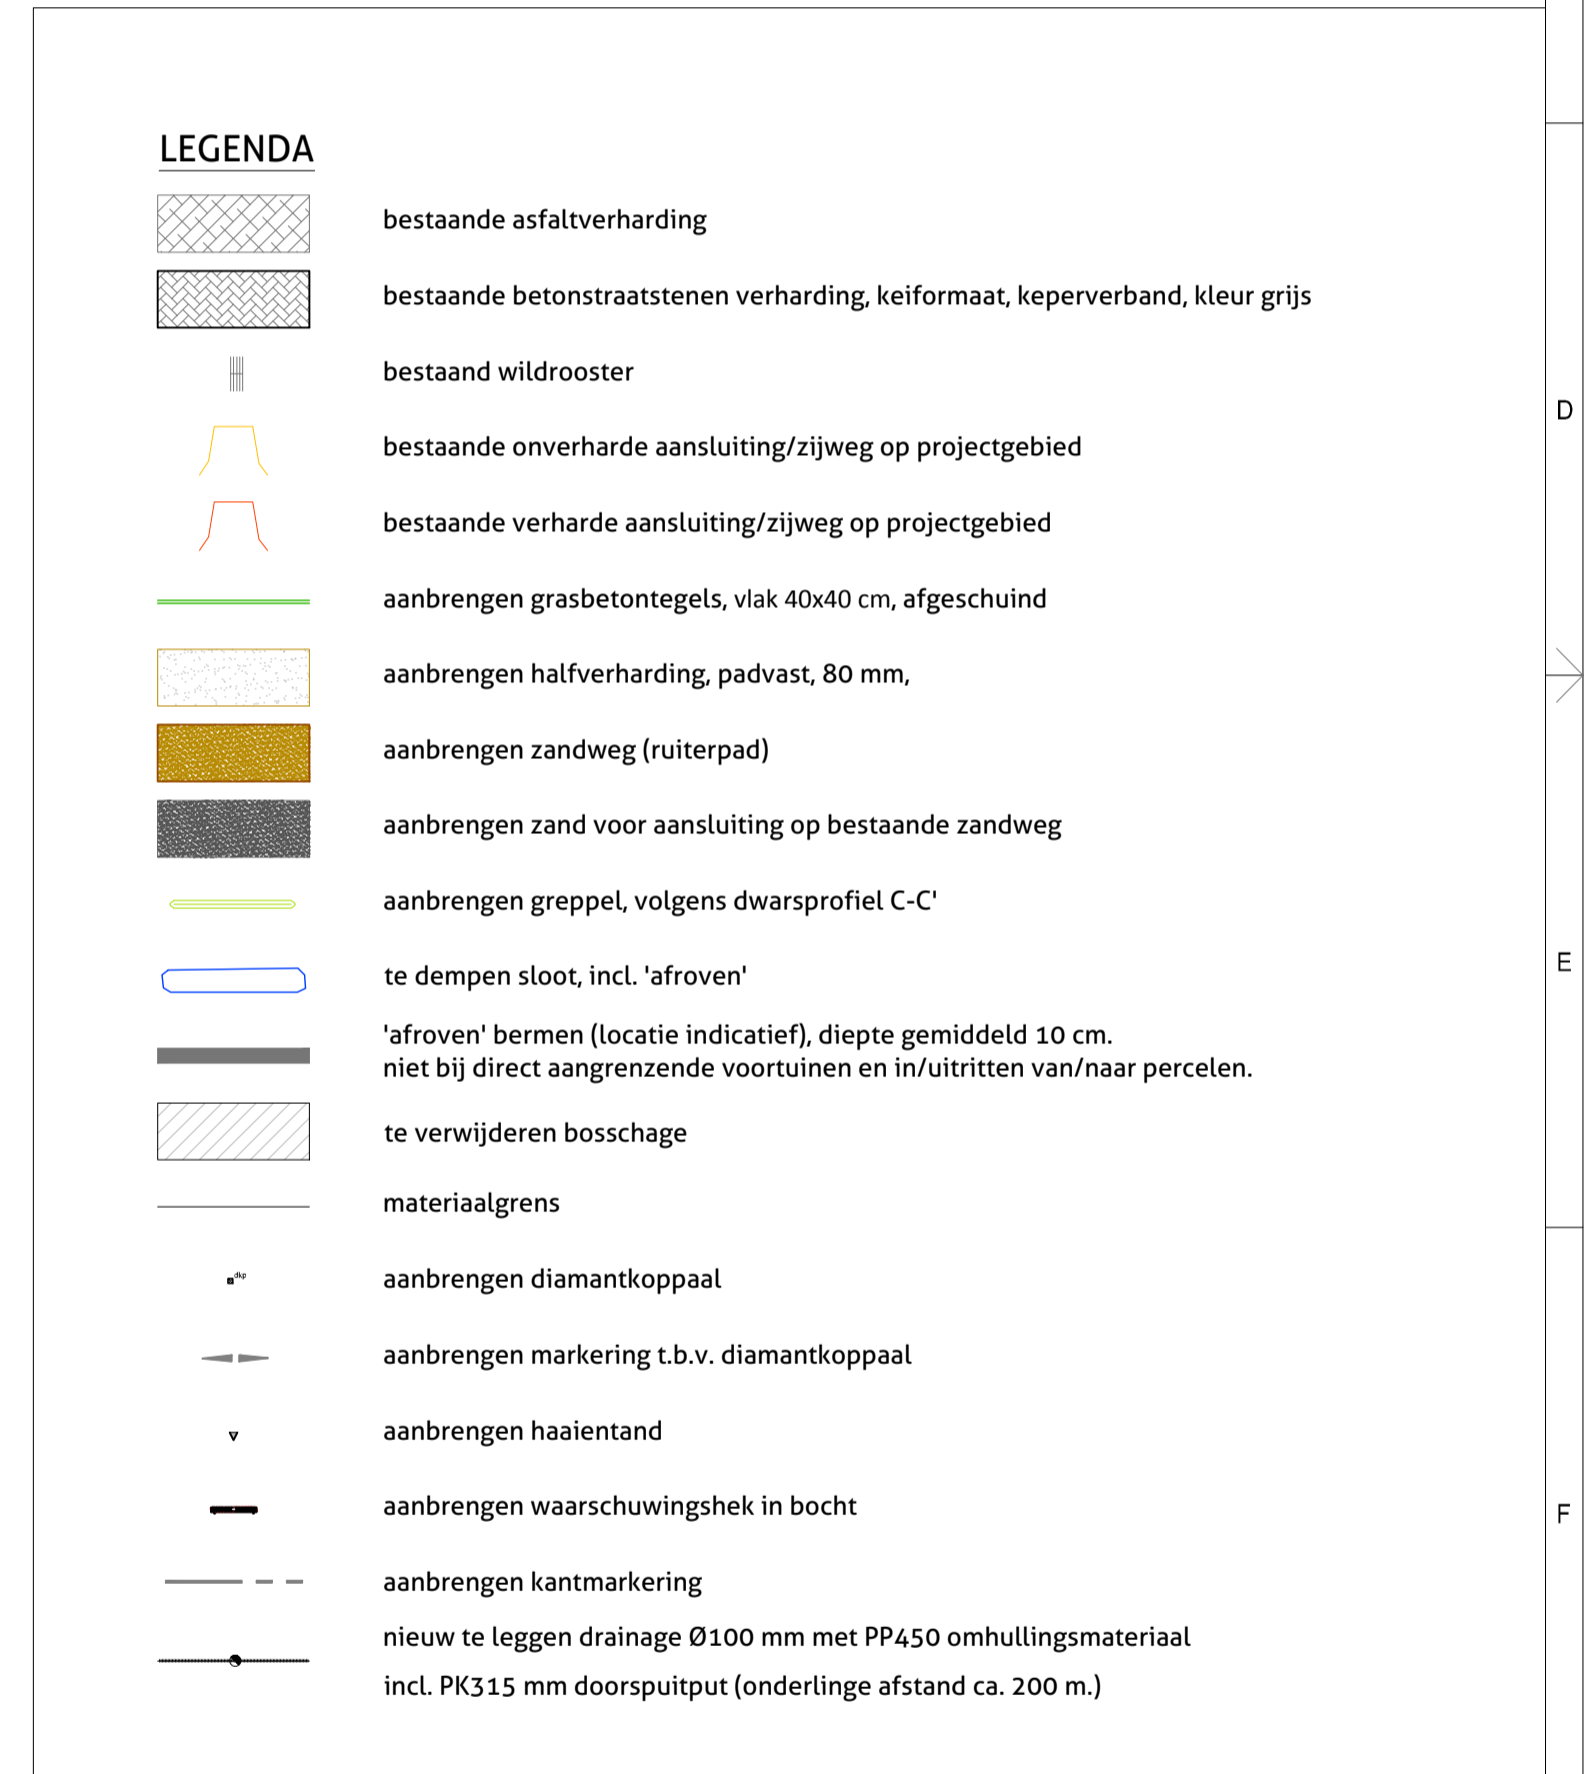 LEGENDA
bestaande asfaltverharding
bestaande betonstraatstenen verharding, keiformaat, keperverband, kleur grijs
bestaand wildrooster
D
bestaande onverharde aansluiting/zijweg op projectgebied
bestaande verharde aansluiting/zijweg op projectgebied
aanbrengen grasbetontegels, vlak 40x40 cm, afgeschuind
aanbrengen halfverharding, padvast, 80 mm,
aanbrengen zandweg (ruiterpad)
aanbrengen zand voor aansluiting op bestaande zandweg
aanbrengen greppel, volgens dwarsprofiel C-C'
E
te dempen sloot, incl. 'afroven'
'afroven' bermen (locatie indicatief), diepte gemiddeld 10 cm.
niet bij direct aangrenzende voortuinen en in/uitritten van/naar percelen.
te verwijderen bosschage
materiaalgrens
dkp
aanbrengen diamantkoppaal
aanbrengen markering t.b.v. diamantkoppaal
aanbrengen haaientand
aanbrengen waarschuwingshek in bocht
F
aanbrengen kantmarkering
nieuw te leggen drainage Ø100 mm met PP450 omhullingsmateriaal
incl. PK315 mm doorspuitput (onderlinge afstand ca. 200 m.)